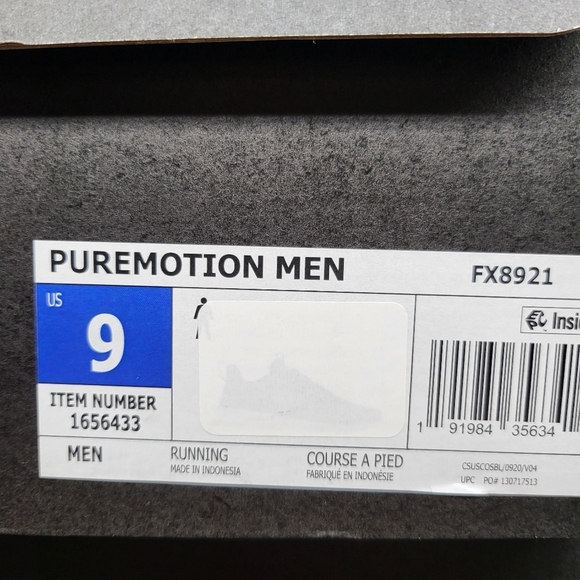 PUREMOTION MEN
FX8921
US
9
ITEM NUMBER
1656433
MEN
RUNNING
MADE IN INDONESIA
COURSE A PIED
FABRIQUÉ EN INDONÉSIE
1 91984 35634
CSUSCOSBL/0920/V04
UPC PO# 130717513